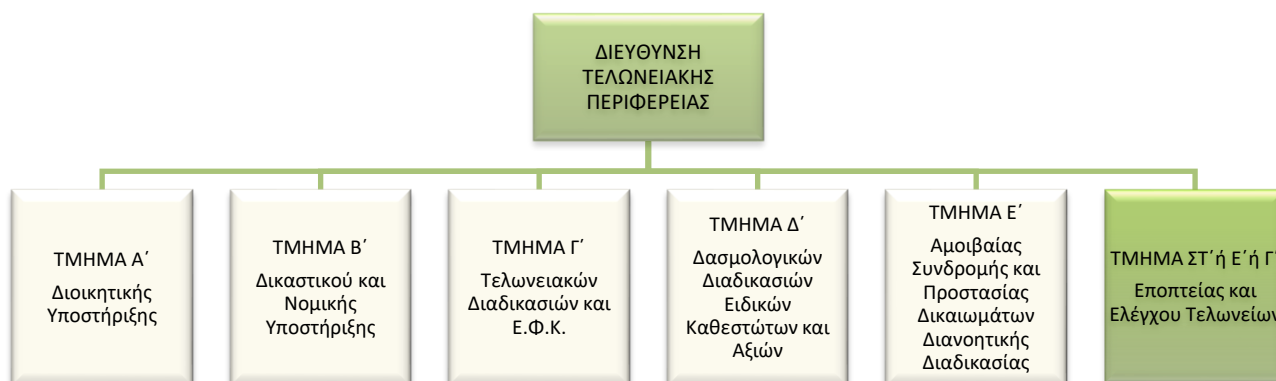 ΔΙΕΥΘΥΝΣΗ
ΤΕΛΩΝΕΙΑΚΗΣ
ΠΕΡΙΦΕΡΕΙΑΣ
ΤΜΗΜΑ Α΄
Διοικητικής
Υποστήριξης
ΤΜΗΜΑ Β΄
Δικαστικού και
Νομικής
Υποστήριξης
ΤΜΗΜΑ Γ΄
Τελωνειακών
Διαδικασιών και
Ε.Φ.Κ.
ΤΜΗΜΑ Δ΄
Δασμολογικών
Διαδικασιών
Ειδικών
Καθεστώτων και
Αξιών
ΤΜΗΜΑ Ε΄
Αμοιβαίας
Συνδρομής και
Προστασίας
Δικαιωμάτων
Διανοητικής
Διαδικασίας
ΤΜΗΜΑ ΣΤ΄ή Ε΄ή Γ΄
Εποπτείας και
Ελέγχου Τελωνείων